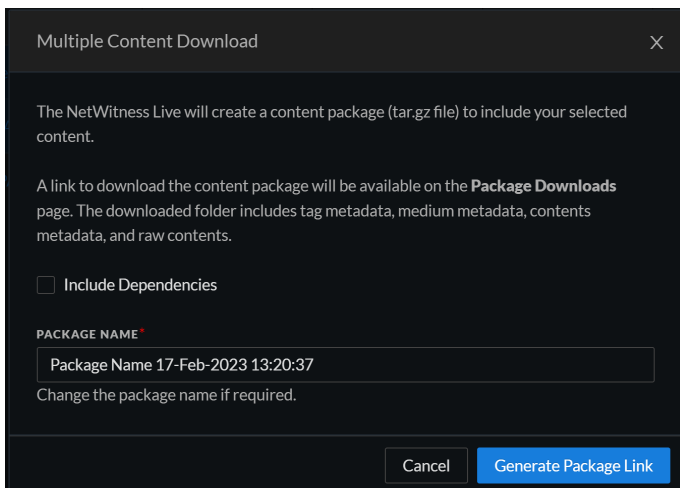 Multiple Content Download
X
The NetWitness Live will create a content package (tar.gz file) to include your selected
content.
A link to download the content package will be available on the Package Downloads
page. The downloaded folder includes tag metadata, medium metadata, contents
metadata, and raw contents.
Include Dependencies
PACKAGE NAME*
Package Name 17-Feb-2023 13:20:37
Change the package name if required.
Cancel Generate Package Link